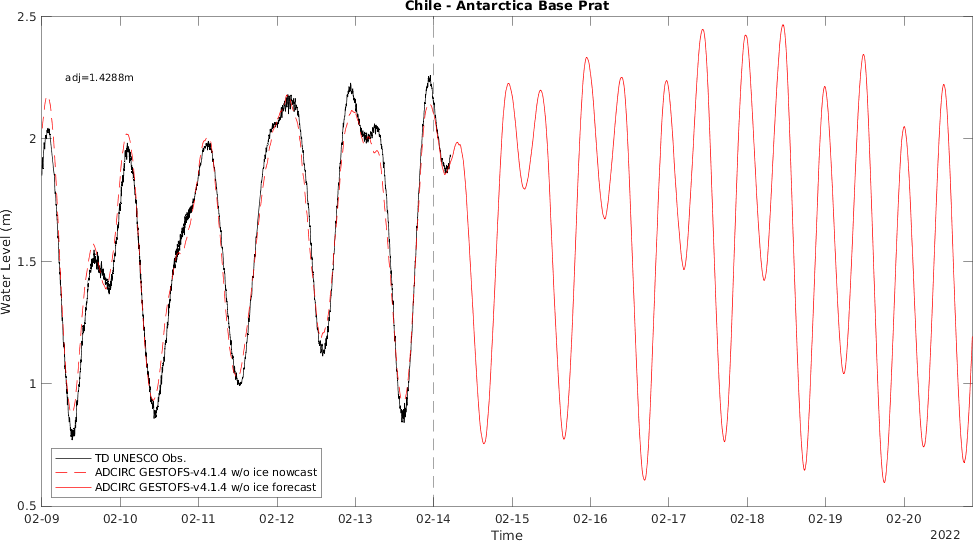 Chile - Antarctica Base Prat
adj=1.4288m
Water Level (m)
2.5
2
1.5
1
0.5
TD UNESCO Obs.
ADCIRC GESTOFS-v4.1.4 w/o ice nowcast
ADCIRC GESTOFS-v4.1.4 w/o ice forecast
02-09 02-10 02-11 02-12 02-13 02-14 02-15 02-16 02-17 02-18 02-19 02-20
Time
2022